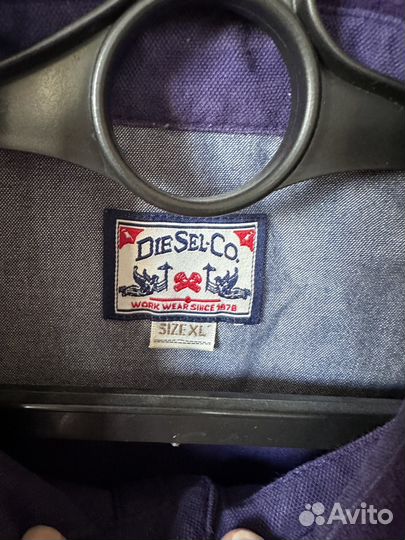 DIESEL-CO.
WORK WEAR SINCE 1978
SIZE XL
Avito